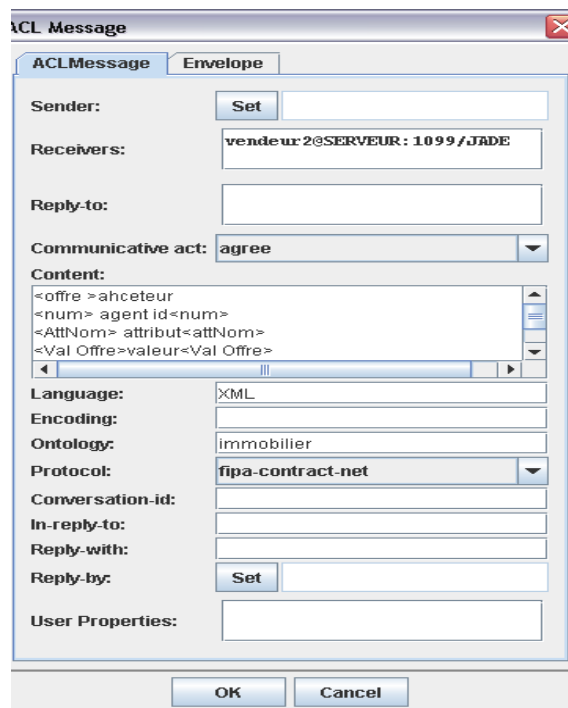 ACL Message
ACLMessage Envelope
Sender: Set
Receivers: vendeur2@SERVEUR:1099/JADE
Reply-to:
Communicative act: agree
Content:
<offre >ahceteur
<num> agent id<num>
<AttNom> attribut<attNom>
<Val Offre>valeur<Val Offre>
Language: XML
Encoding:
Ontology: immobilier
Protocol: fipa-contract-net
Conversation-id:
In-reply-to:
Reply-with:
Reply-by: Set
User Properties:
OK Cancel